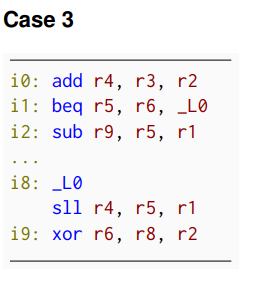 Case 3
i0: add r4, r3, r2
i1: beq r5, r6, _L0
i2: sub r9, r5, r1
...
i8: _L0
sll r4, r5, r1
i9: xor r6, r8, r2